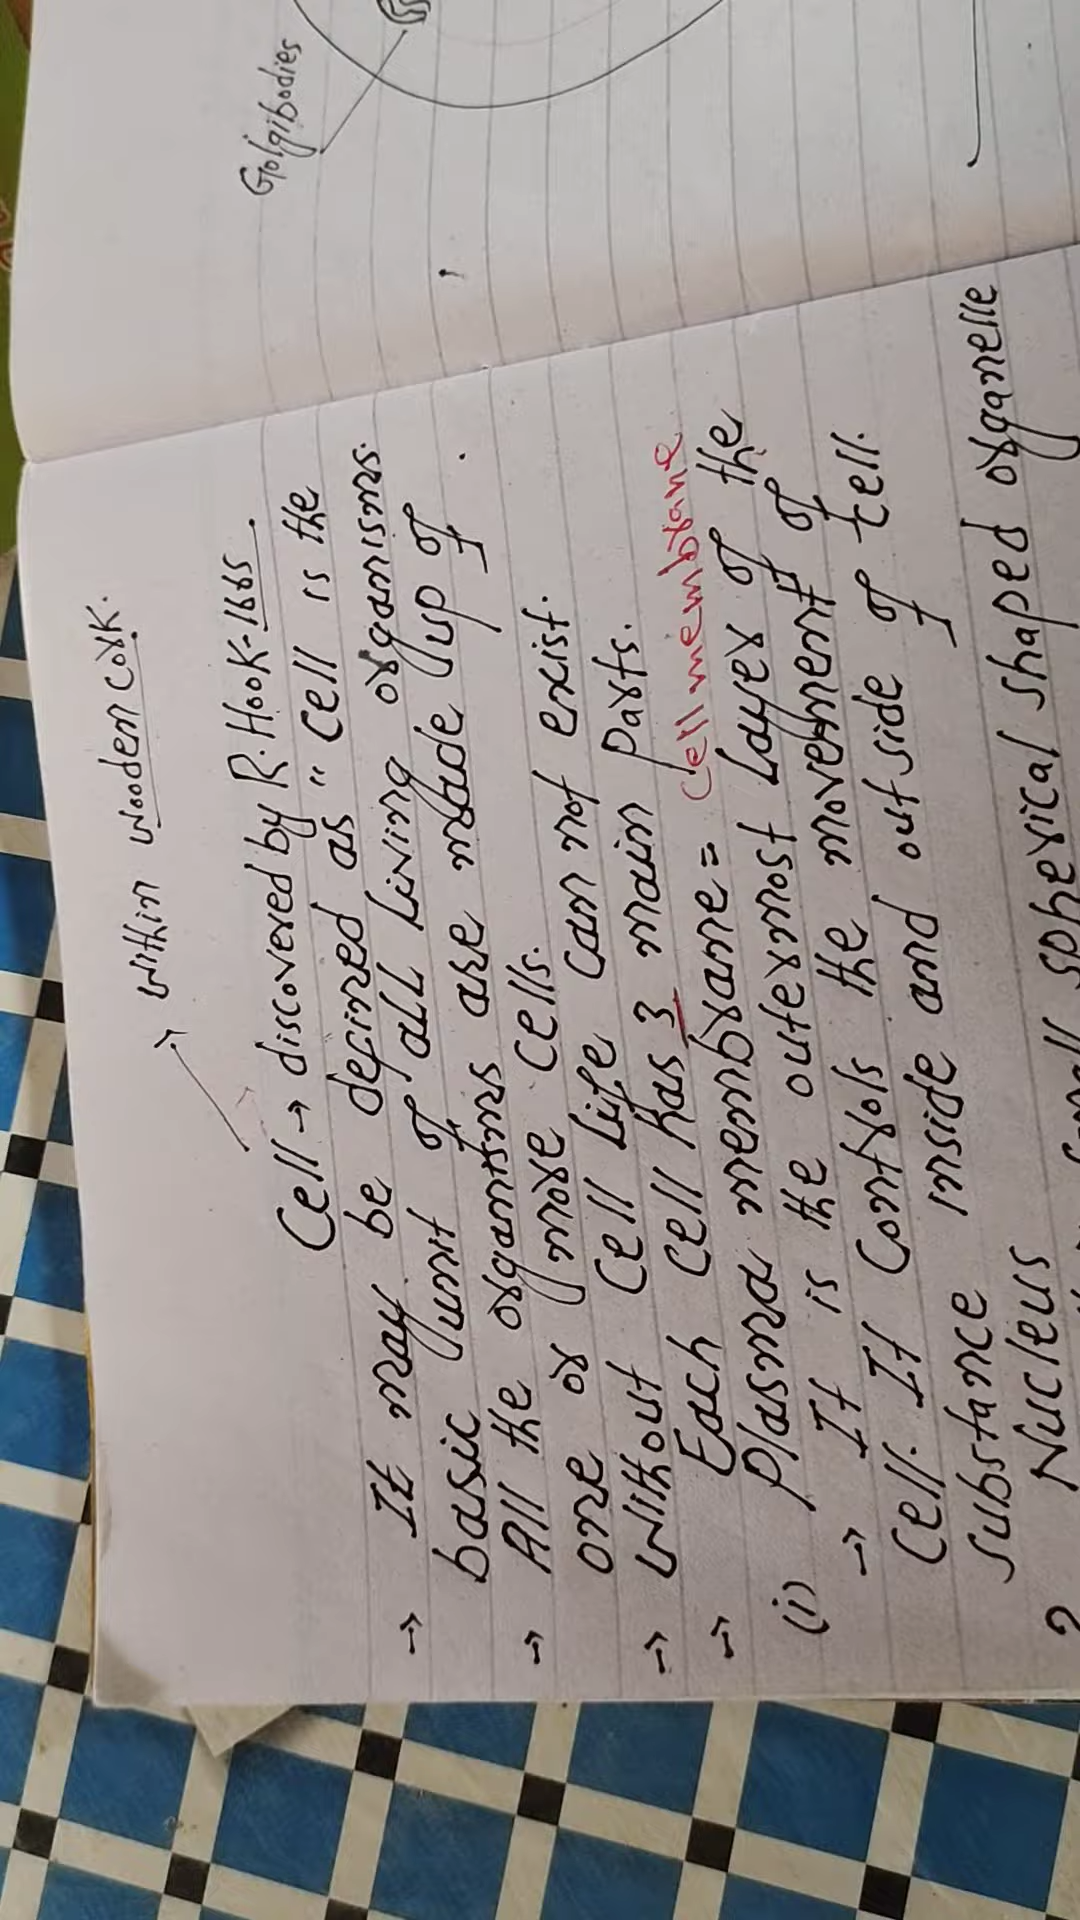 Golgibodies
→ within wooden cork.
Cell → discovered by R.Hook-1665.
→ It may be defined as "cell is the
basic unit of all living organisms.
→ All the organisms are made up of
one or more cells.
→ Without cell life can not exist.
→ Each cell has 3 main parts.
(i) Plasma membrane = cell membrane
→ It is the outermost layer of the
cell. It controls the movement of
substance inside and outside of cell.
2 Nucleus
spherical shaped organelle